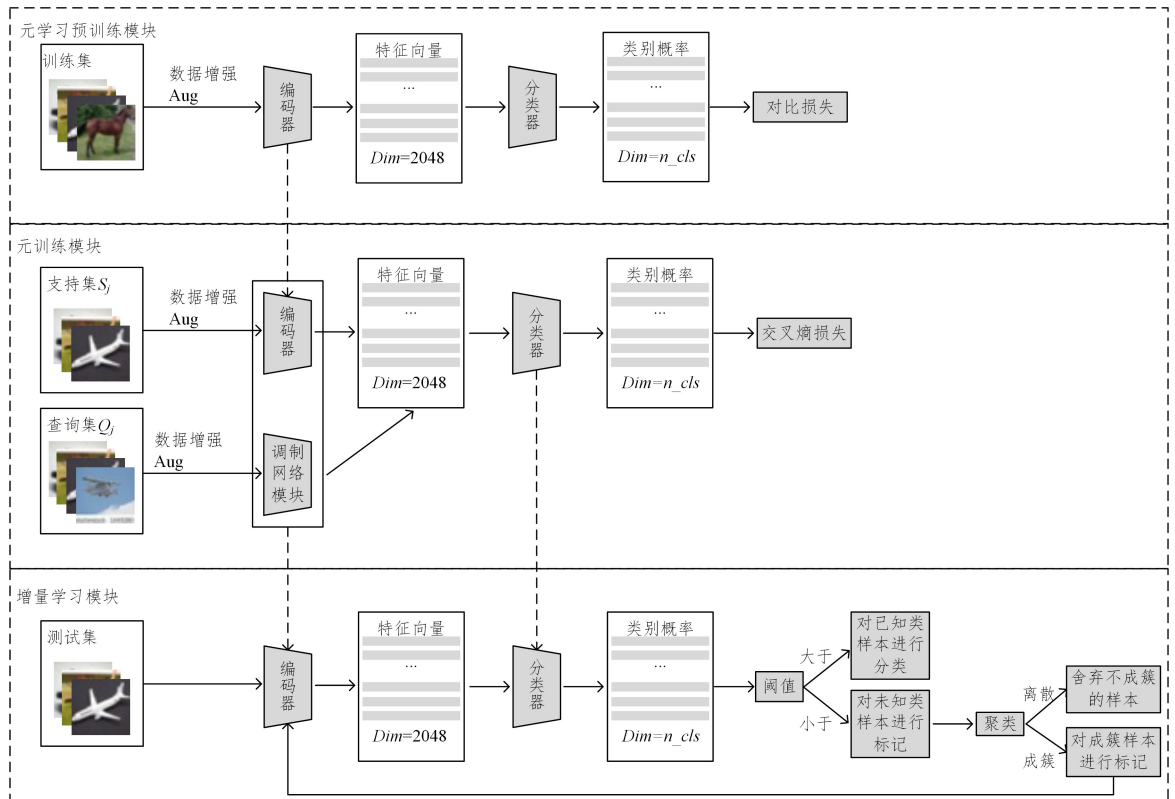 元学习预训练模块
训练集
数据增强
Aug
编码器
特征向量
...
Dim=2048
分类器
类别概率
...
Dim=n_cls
对比损失
元训练模块
支持集Sj
数据增强
Aug
编码器
特征向量
...
Dim=2048
分类器
类别概率
...
Dim=n_cls
交叉熵损失
查询集Qj
数据增强
Aug
调制
网络
模块
增量学习模块
测试集
编码器
特征向量
...
Dim=2048
分类器
类别概率
...
Dim=n_cls
阈值
大于
对已知类
样本进行
分类
小于
对未知类
样本进行
标记
聚类
离散
舍弃不成簇
的样本
成簇
对成簇样本
进行标记